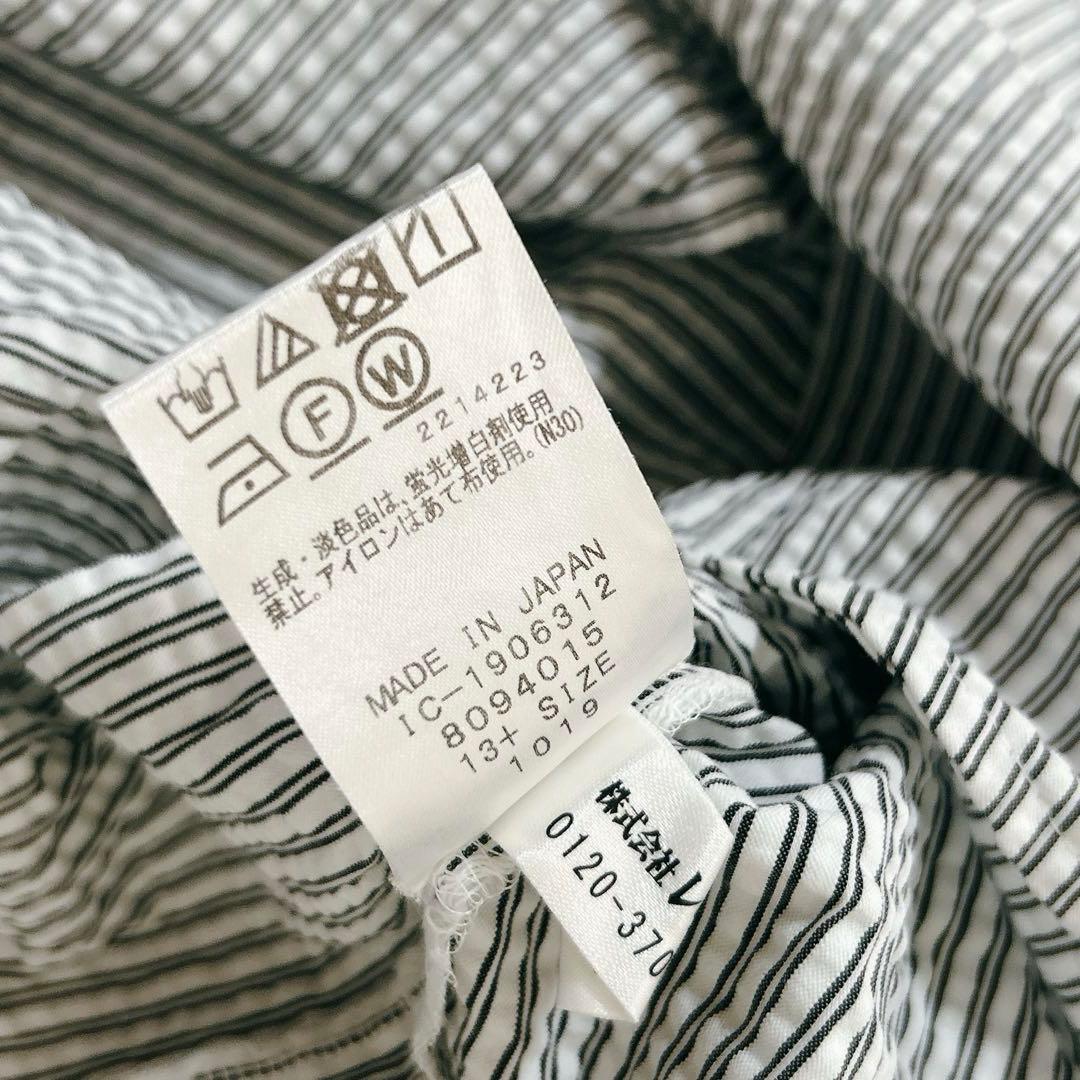 F
W
2214223
生成・淡色品は、蛍光増白剤使用
禁止。アイロンはあて布使用。(N30)
MADE IN JAPAN
IC-1906312
8094015
13+ SIZE
1019
株式会社レ
0120-370